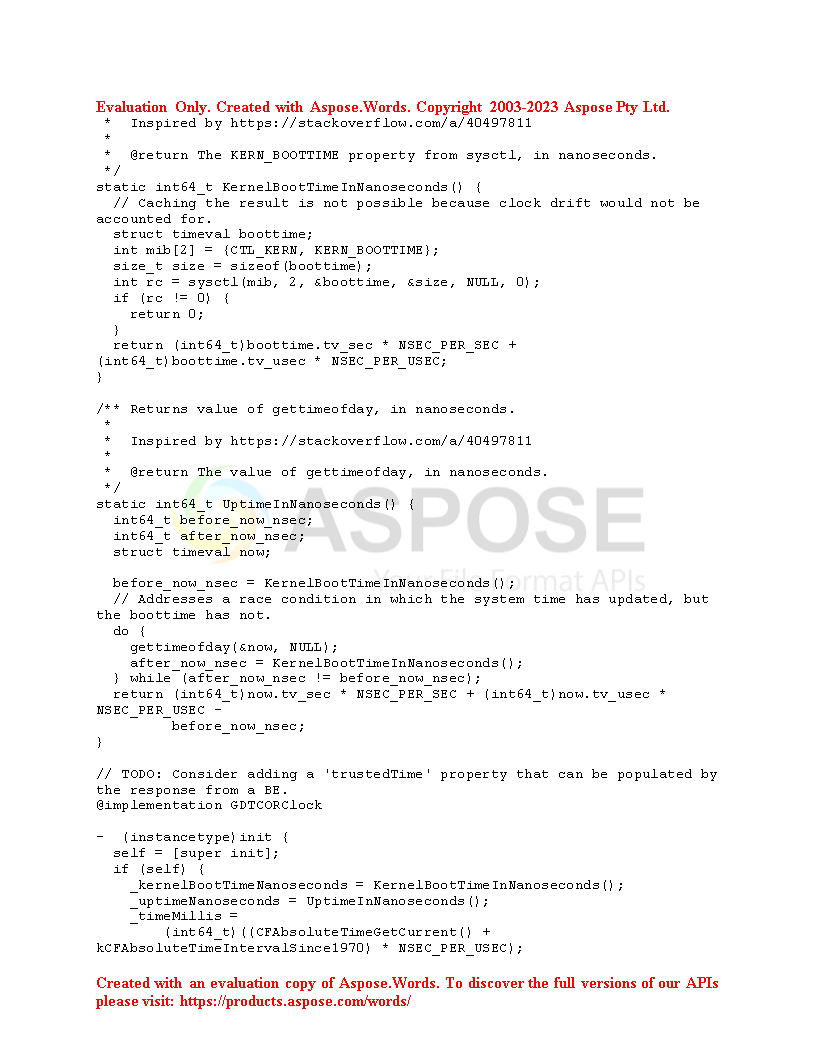 Evaluation Only. Created with Aspose.Words. Copyright 2003-2023 Aspose Pty Ltd.
 *  Inspired by https://stackoverflow.com/a/40497811
 *
 *  @return The KERN_BOOTTIME property from sysctl, in nanoseconds.
 */
static int64_t KernelBootTimeInNanoseconds() {
  // Caching the result is not possible because clock drift would not be
accounted for.
  struct timeval boottime;
  int mib[2] = {CTL_KERN, KERN_BOOTTIME};
  size_t size = sizeof(boottime);
  int rc = sysctl(mib, 2, &boottime, &size, NULL, 0);
  if (rc != 0) {
    return 0;
  }
  return (int64_t)boottime.tv_sec * NSEC_PER_SEC +
(int64_t)boottime.tv_usec * NSEC_PER_USEC;
}

/** Returns value of gettimeofday, in nanoseconds.
 *
 *  Inspired by https://stackoverflow.com/a/40497811
 *
 *  @return The value of gettimeofday, in nanoseconds.
 */
static int64_t UptimeInNanoseconds() {
  int64_t before_now_nsec;
  int64_t after_now_nsec;
  struct timeval now;

ASPOSE
Your File Format APIs
  before_now_nsec = KernelBootTimeInNanoseconds();
  // Addresses a race condition in which the system time has updated, but
the boottime has not.
  do {
    gettimeofday(&now, NULL);
    after_now_nsec = KernelBootTimeInNanoseconds();
  } while (after_now_nsec != before_now_nsec);
  return (int64_t)now.tv_sec * NSEC_PER_SEC + (int64_t)now.tv_usec *
NSEC_PER_USEC -
         before_now_nsec;
}

// TODO: Consider adding a 'trustedTime' property that can be populated by
the response from a BE.
@implementation GDTCORClock

-  (instancetype)init {
  self = [super init];
  if (self) {
    _kernelBootTimeNanoseconds = KernelBootTimeInNanoseconds();
    _uptimeNanoseconds = UptimeInNanoseconds();
    _timeMillis =
        (int64_t)((CFAbsoluteTimeGetCurrent() +
kCFAbsoluteTimeIntervalSince1970) * NSEC_PER_USEC);

Created with an evaluation copy of Aspose.Words. To discover the full versions of our APIs
please visit: https://products.aspose.com/words/